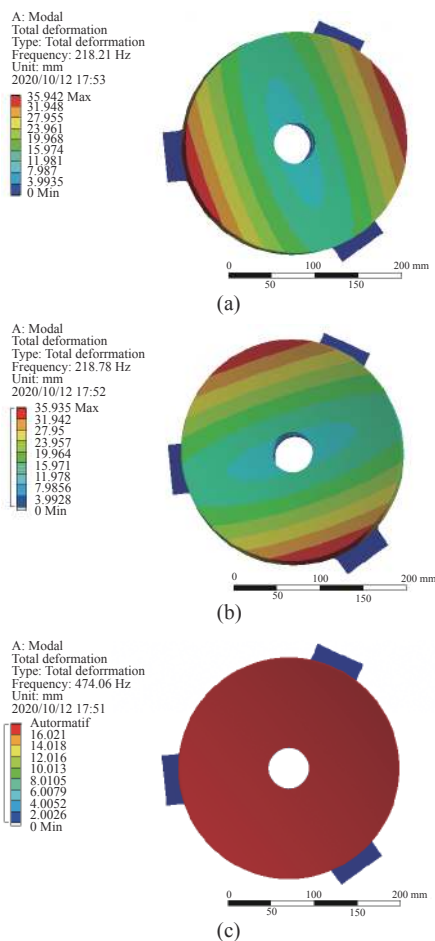 A: Modal
Total deformation
Type: Total deforrmation
Frequency: 218.21 Hz
Unit: mm
2020/10/12 17:53
35.942 Max
31.948
27.955
23.961
19.968
15.974
11.981
7.987
3.9935
0 Min
0 100 200 mm
50 150
(a)
A: Modal
Total deformation
Type: Total deforrmation
Frequency: 218.78 Hz
Unit: mm
2020/10/12 17:52
35.935 Max
31.942
27.95
23.957
19.964
15.971
11.978
7.9856
3.9928
0 Min
0 100 200 mm
50 150
(b)
A: Modal
Total deformation
Type: Total deforrmation
Frequency: 474.06 Hz
Unit: mm
2020/10/12 17:51
Autormatif
16.021
14.018
12.016
10.013
8.0105
6.0079
4.0052
2.0026
0 Min
0 100 200 mm
50 150
(c)